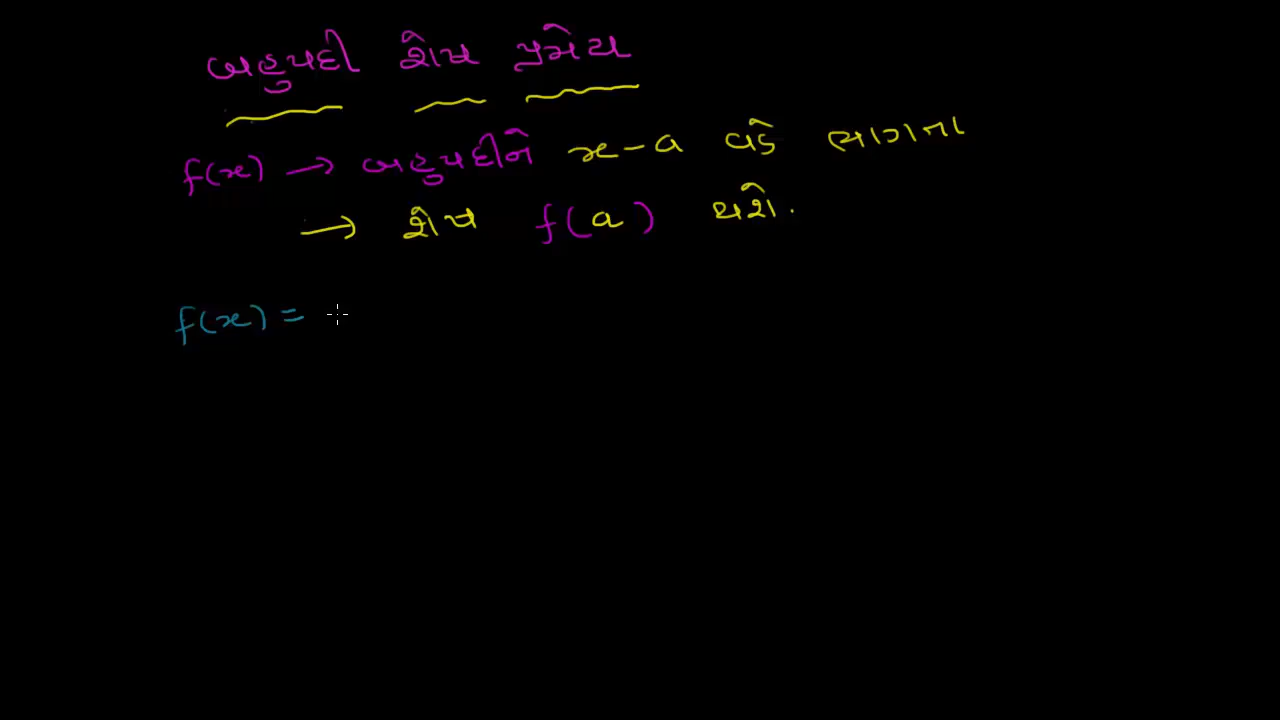 બહુપદી શેષ પ્રમેય
f(x) → બહુપદીને x - a વડે ભાગતા
→ શેષ f(a) થશે.
f(x) =